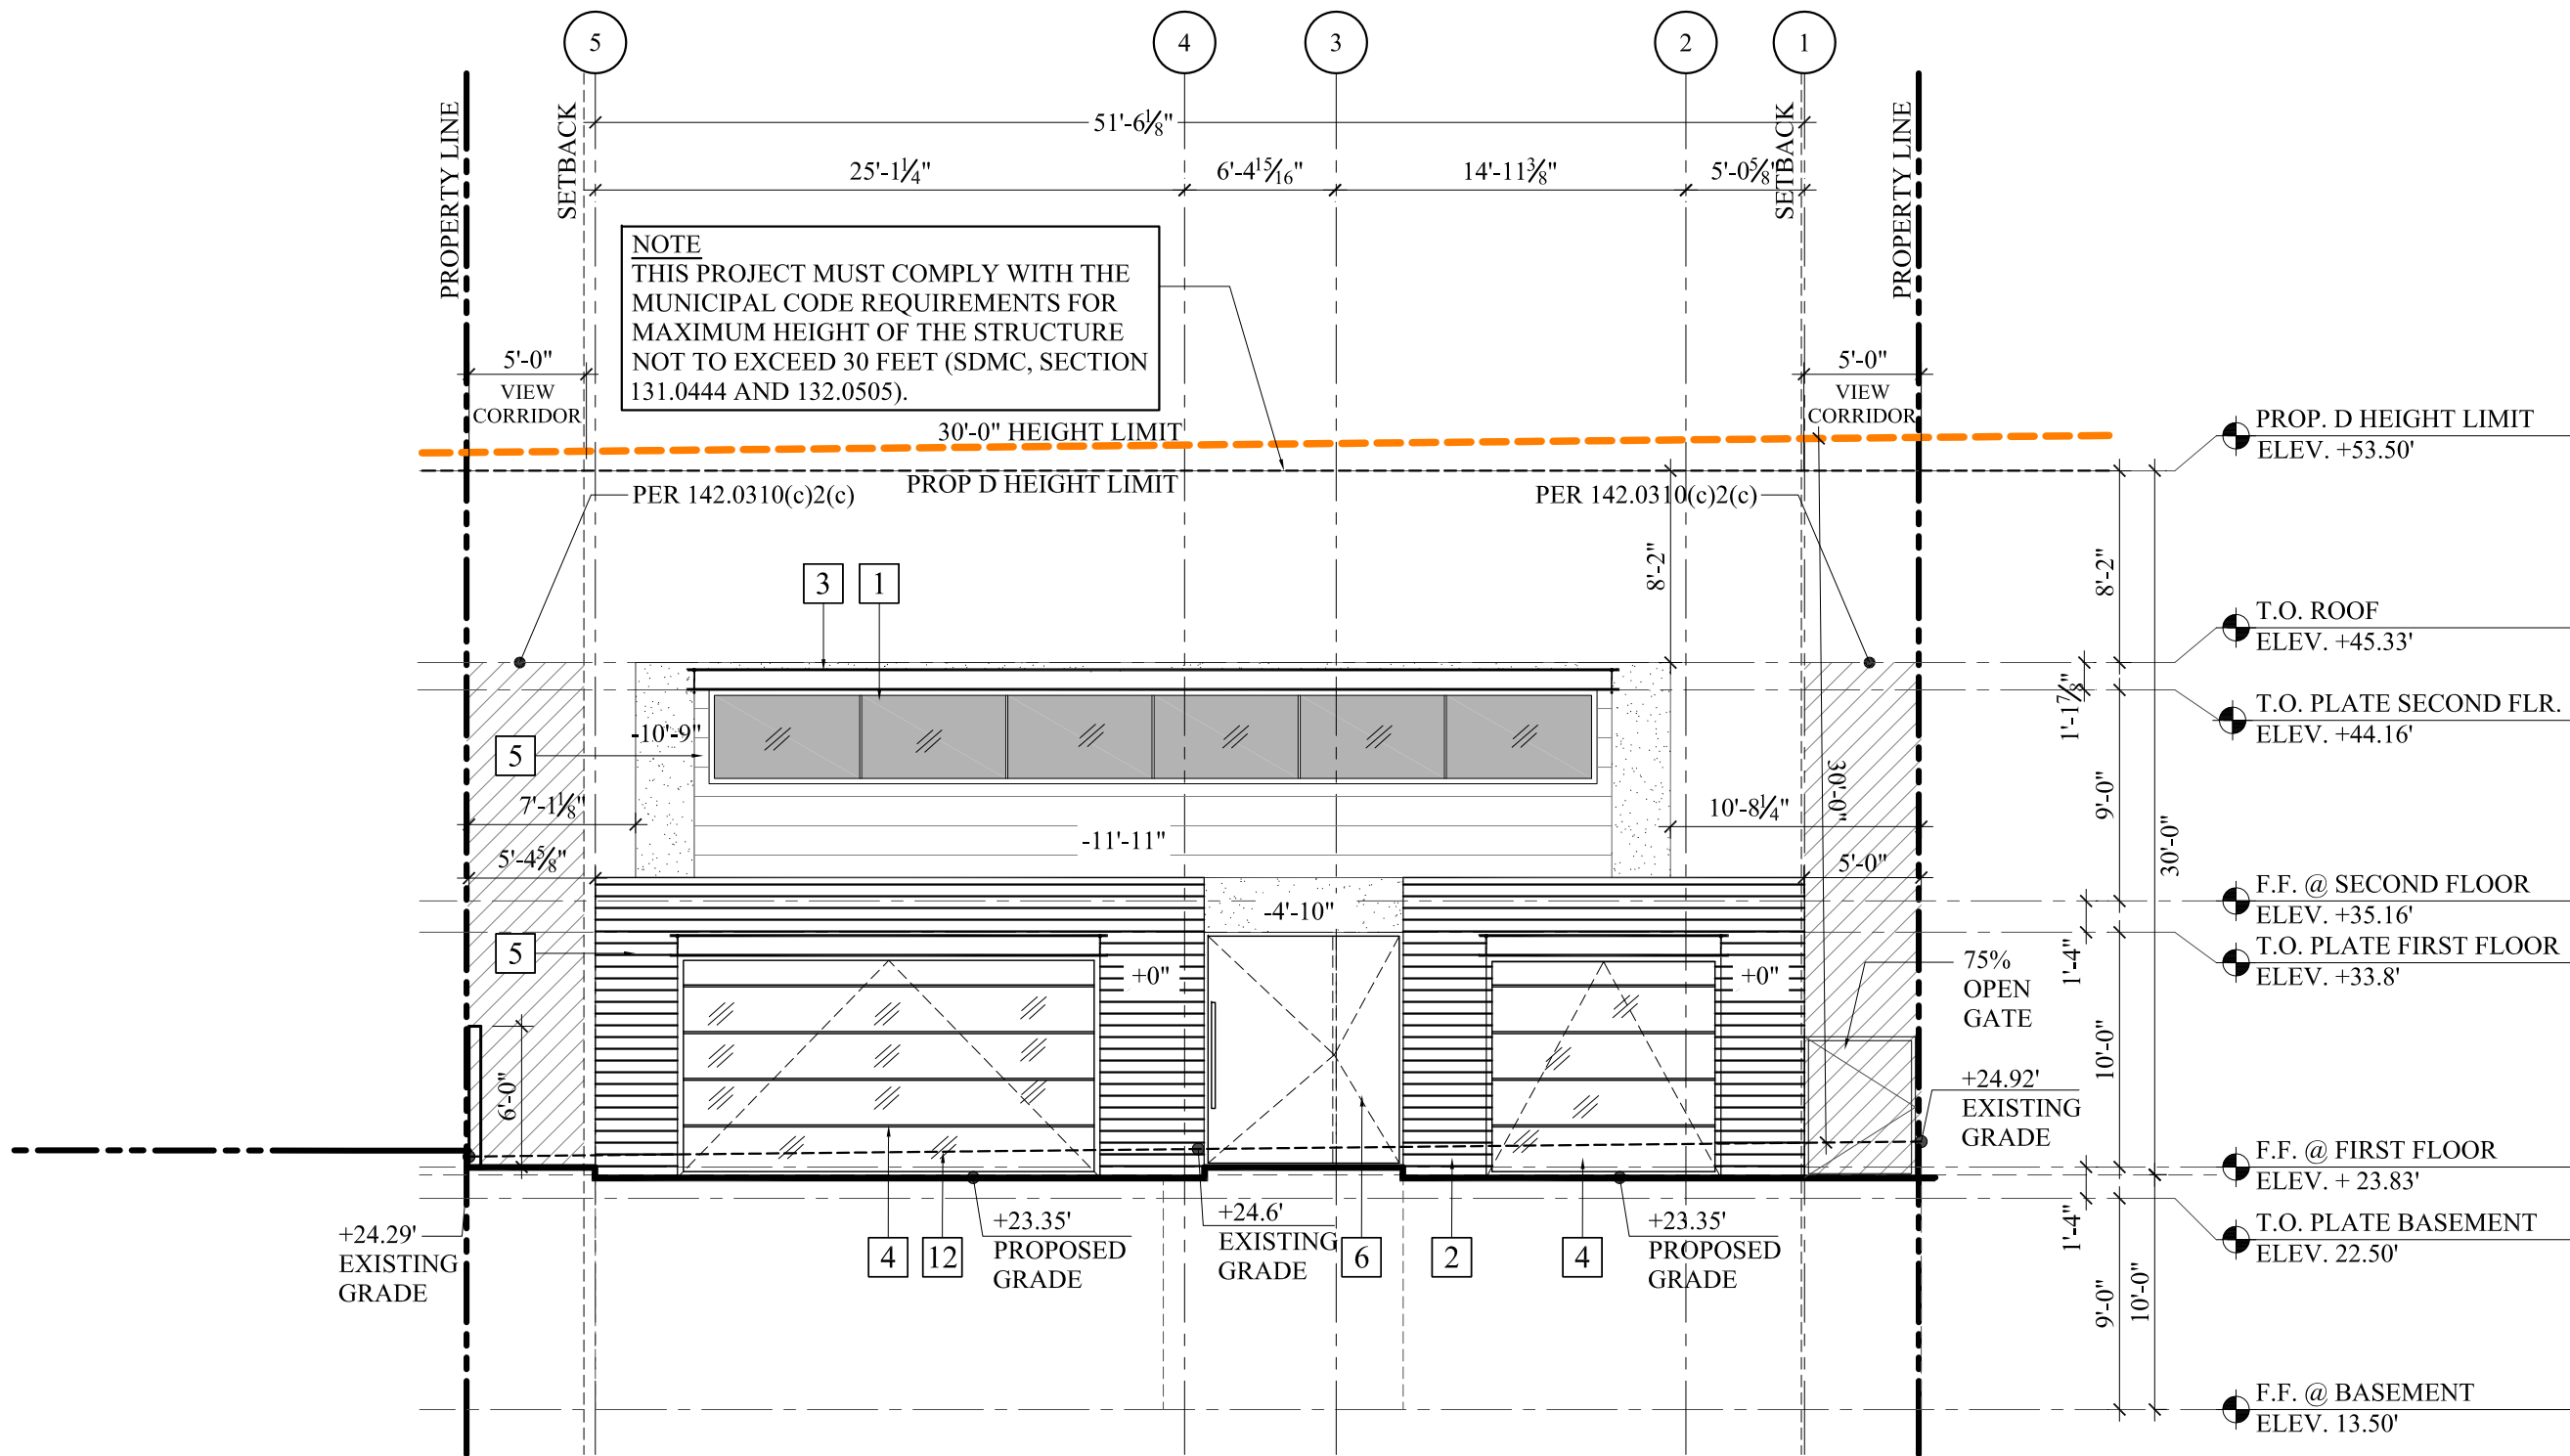 5
4
3
2
1
PROPERTY LINE
SETBACK
SETBACK
PROPERTY LINE
51'-6⅛"
25'-1¼"
6'-415⁄16"
14'-11⅜"
5'-0⅝"
NOTE
THIS PROJECT MUST COMPLY WITH THE
MUNICIPAL CODE REQUIREMENTS FOR
MAXIMUM HEIGHT OF THE STRUCTURE
NOT TO EXCEED 30 FEET (SDMC, SECTION
131.0444 AND 132.0505).
5'-0"
VIEW
CORRIDOR
5'-0"
VIEW
CORRIDOR
30'-0" HEIGHT LIMIT
PROP D HEIGHT LIMIT
PER 142.0310(c)2(c)
PER 142.0310(c)2(c)
PROP. D HEIGHT LIMIT
ELEV. +53.50'
8'-2"
8'-2"
3
1
T.O. ROOF
ELEV. +45.33'
1'-1⅞"
T.O. PLATE SECOND FLR.
ELEV. +44.16'
-10'-9"
5
7'-1⅛"
10'-8¼"
30'-0"
9'-0"
30'-0"
-11'-11"
5'-4⅝"
5'-0"
F.F. @ SECOND FLOOR
ELEV. +35.16'
-4'-10"
5
+0"
+0"
1'-4"
T.O. PLATE FIRST FLOOR
ELEV. +33.8'
75%
OPEN
GATE
6'-0"
10'-0"
+24.92'
EXISTING
GRADE
F.F. @ FIRST FLOOR
ELEV. + 23.83'
+24.29'
EXISTING
GRADE
4
12
+23.35'
PROPOSED
GRADE
+24.6'
EXISTING
GRADE
6
2
4
+23.35'
PROPOSED
GRADE
1'-4"
T.O. PLATE BASEMENT
ELEV. 22.50'
9'-0"
10'-0"
F.F. @ BASEMENT
ELEV. 13.50'